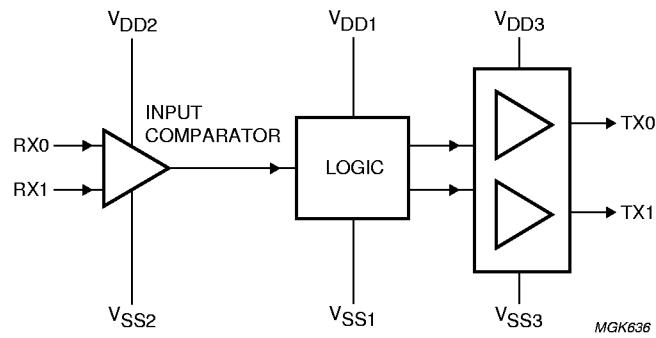 VDD2
VDD1
VDD3
INPUT
COMPARATOR
RX0
RX1
LOGIC
TX0
TX1
VSS2
VSS1
VSS3
MGK636